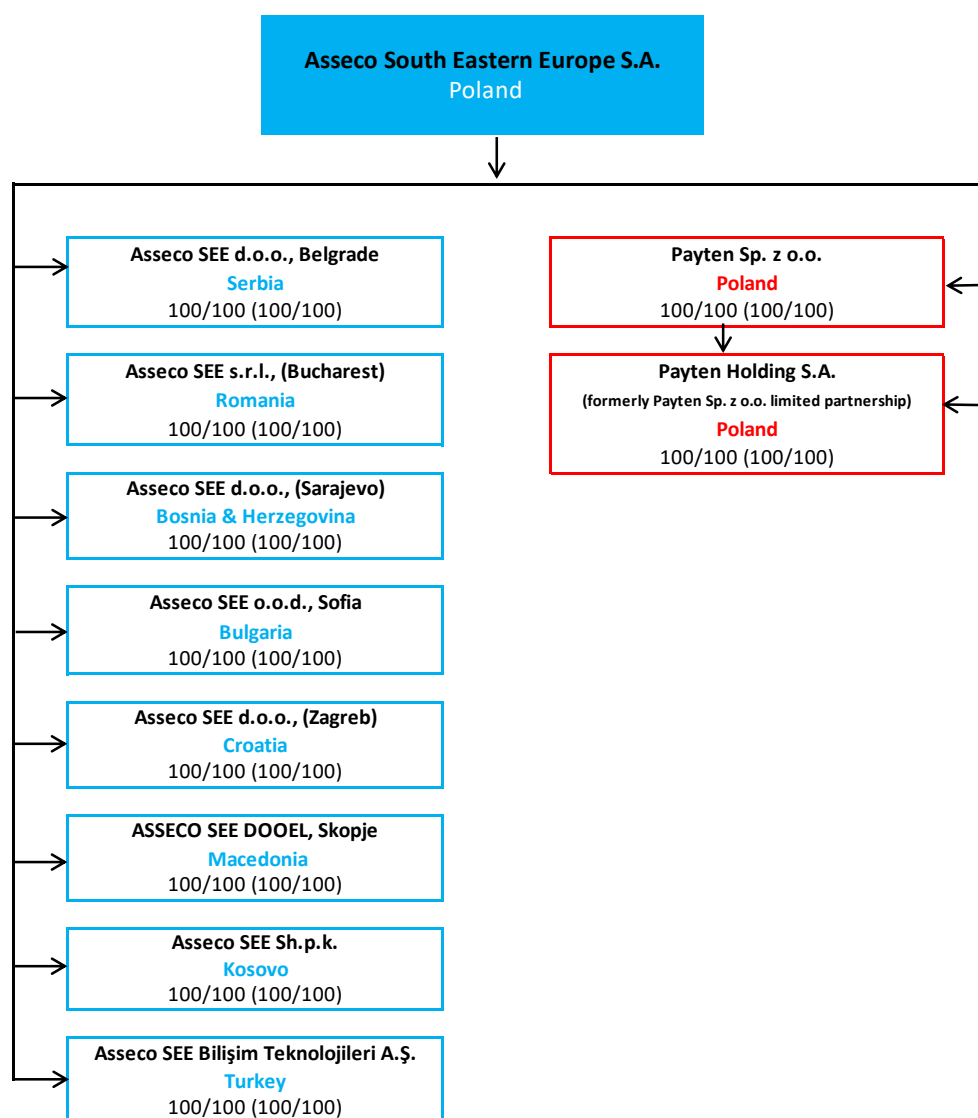 Asseco South Eastern Europe S.A.
Poland
Asseco SEE d.o.o., Belgrade
Serbia
100/100 (100/100)
Asseco SEE s.r.l., (Bucharest)
Romania
100/100 (100/100)
Asseco SEE d.o.o., (Sarajevo)
Bosnia & Herzegovina
100/100 (100/100)
Asseco SEE o.o.d., Sofia
Bulgaria
100/100 (100/100)
Asseco SEE d.o.o., (Zagreb)
Croatia
100/100 (100/100)
ASSECO SEE DOOEL, Skopje
Macedonia
100/100 (100/100)
Asseco SEE Sh.p.k.
Kosovo
100/100 (100/100)
Asseco SEE Bilişim Teknolojileri A.Ş.
Turkey
100/100 (100/100)
Payten Sp. z o.o.
Poland
100/100 (100/100)
Payten Holding S.A.
(formerly Payten Sp. z o.o. limited partnership)
Poland
100/100 (100/100)